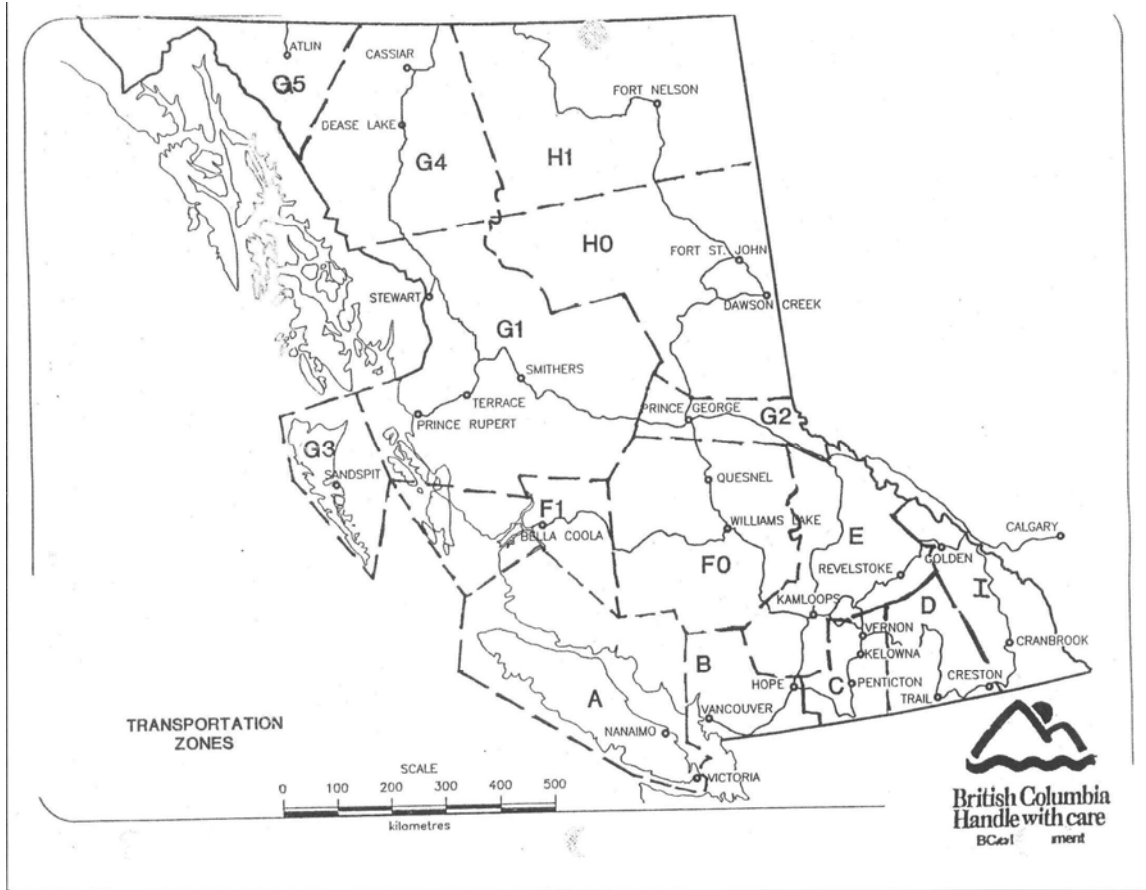 ATLIN
CASSIAR
G5
FORT NELSON
DEASE LAKE
G4
H1
H0
FORT ST. JOHN
STEWART
DAWSON CREEK
G1
SMITHERS
TERRACE
PRINCE RUPERT
PRINCE GEORGE
G2
G3
SANDSPIT
QUESNEL
F1
BELLA COOLA
WILLIAMS LAKE
E
CALGARY
GOLDEN
F0
REVELSTOKE
I
KAMLOOPS
D
VERNON
CRANBROOK
KELOWNA
B
CRESTON
HOPE
C
PENTICTON
A
TRAIL
VANCOUVER
TRANSPORTATION
ZONES
NANAIMO
SCALE
VICTORIA
0 100 200 300 400 500
kilometres
British Columbia
Handle with care